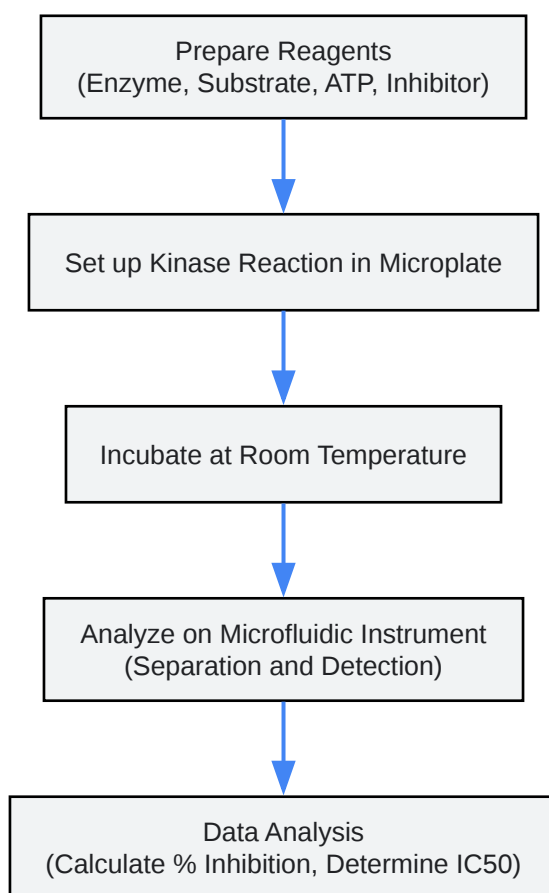 Prepare Reagents
(Enzyme, Substrate, ATP, Inhibitor)
Set up Kinase Reaction in Microplate
Incubate at Room Temperature
Analyze on Microfluidic Instrument
(Separation and Detection)
Data Analysis
(Calculate % Inhibition, Determine IC50)